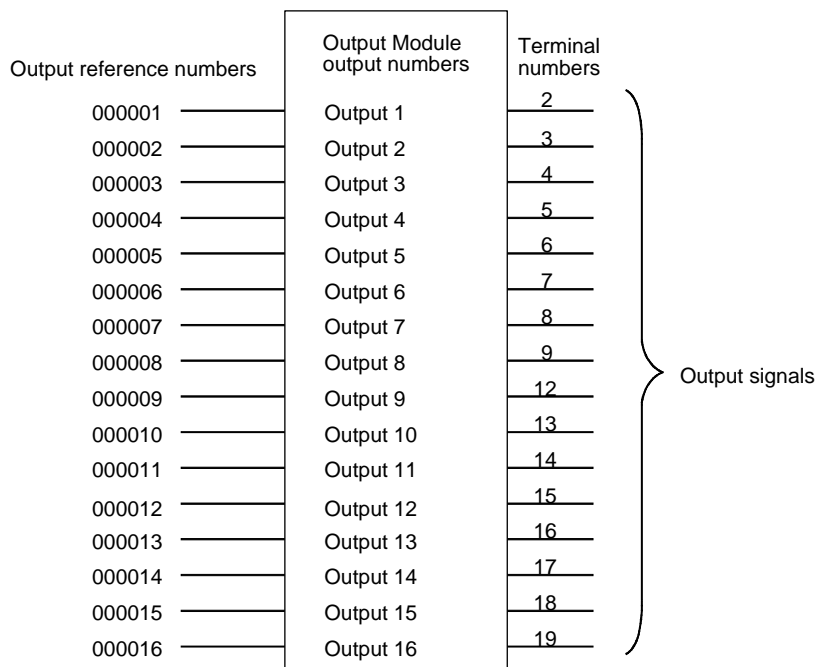 Output reference numbers
Output Module
output numbers
Terminal
numbers
000001 Output 1 2
000002 Output 2 3
000003 Output 3 4
000004 Output 4 5
000005 Output 5 6
000006 Output 6 7
000007 Output 7 8
000008 Output 8 9
000009 Output 9 12
000010 Output 10 13
000011 Output 11 14
000012 Output 12 15
000013 Output 13 16
000014 Output 14 17
000015 Output 15 18
000016 Output 16 19
Output signals